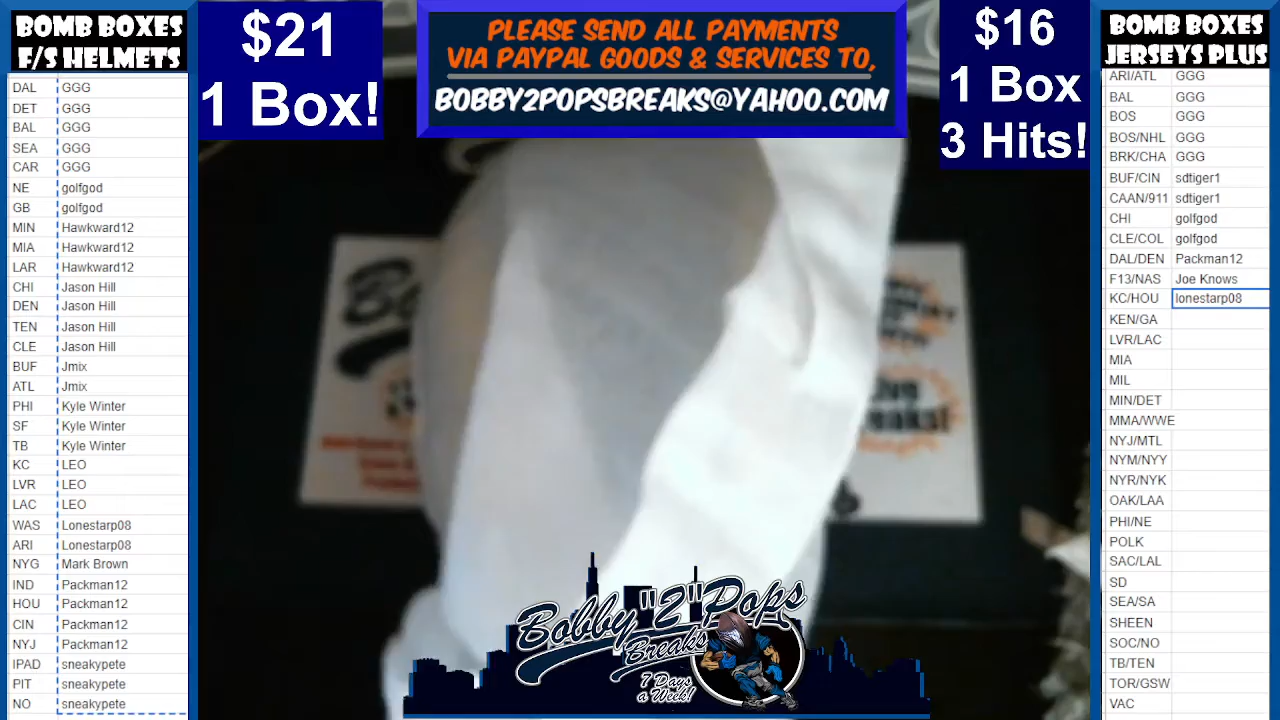 BOMB BOXES
F/S HELMETS
DAL GGG
DET GGG
BAL GGG
SEA GGG
CAR GGG
NE golfgod
GB golfgod
MIN Hawkward12
MIA Hawkward12
LAR Hawkward12
CHI Jason Hill
DEN Jason Hill
TEN Jason Hill
CLE Jason Hill
BUF Jmix
ATL Jmix
PHI Kyle Winter
SF Kyle Winter
TB Kyle Winter
KC LEO
LVR LEO
LAC LEO
WAS Lonestarp08
ARI Lonestarp08
NYG Mark Brown
IND Packman12
HOU Packman12
CIN Packman12
NYJ Packman12
IPAD sneakypete
PIT sneakypete
NO sneakypete
$21
1 Box!
PLEASE SEND ALL PAYMENTS
VIA PAYPAL GOODS & SERVICES TO,
BOBBY2POPSBREAKS@YAHOO.COM
$16
1 Box
3 Hits!
BOMB BOXES
JERSEYS PLUS
ARI/ATL GGG
BAL GGG
BOS GGG
BOS/NHL GGG
BRK/CHA GGG
BUF/CIN sdtiger1
CAAN/911 sdtiger1
CHI golfgod
CLE/COL golfgod
DAL/DEN Packman12
F13/NAS Joe Knows
KC/HOU lonestarp08
KEN/GA
LVR/LAC
MIA
MIL
MIN/DET
MMA/WWE
NYJ/MTL
NYM/NYY
NYR/NYK
OAK/LAA
PHI/NE
POLK
SAC/LAL
SD
SEA/SA
SHEEN
SOC/NO
TB/TEN
TOR/GSW
VAC
Bobby "2" Pops
Breaks
7 Days
a Week!